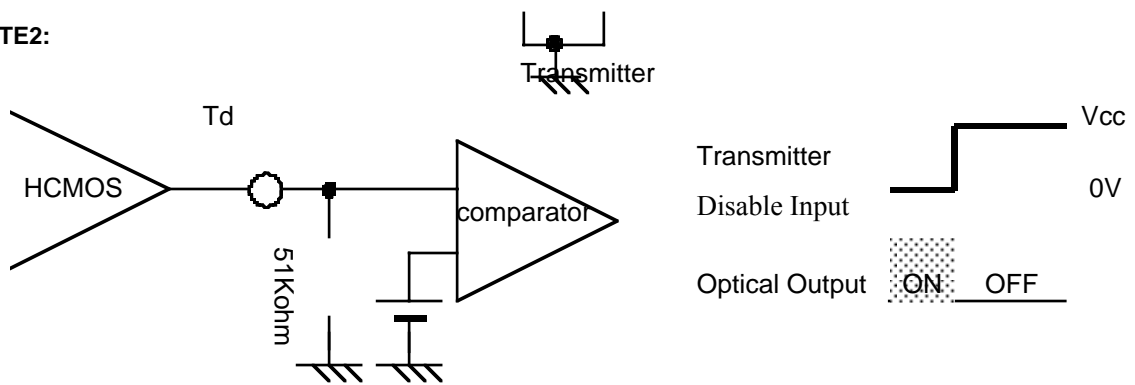 TE2:
Transmitter
Td
HCMOS
comparator
51Kohm
Transmitter
Disable Input
Vcc
0V
Optical Output
ON
OFF